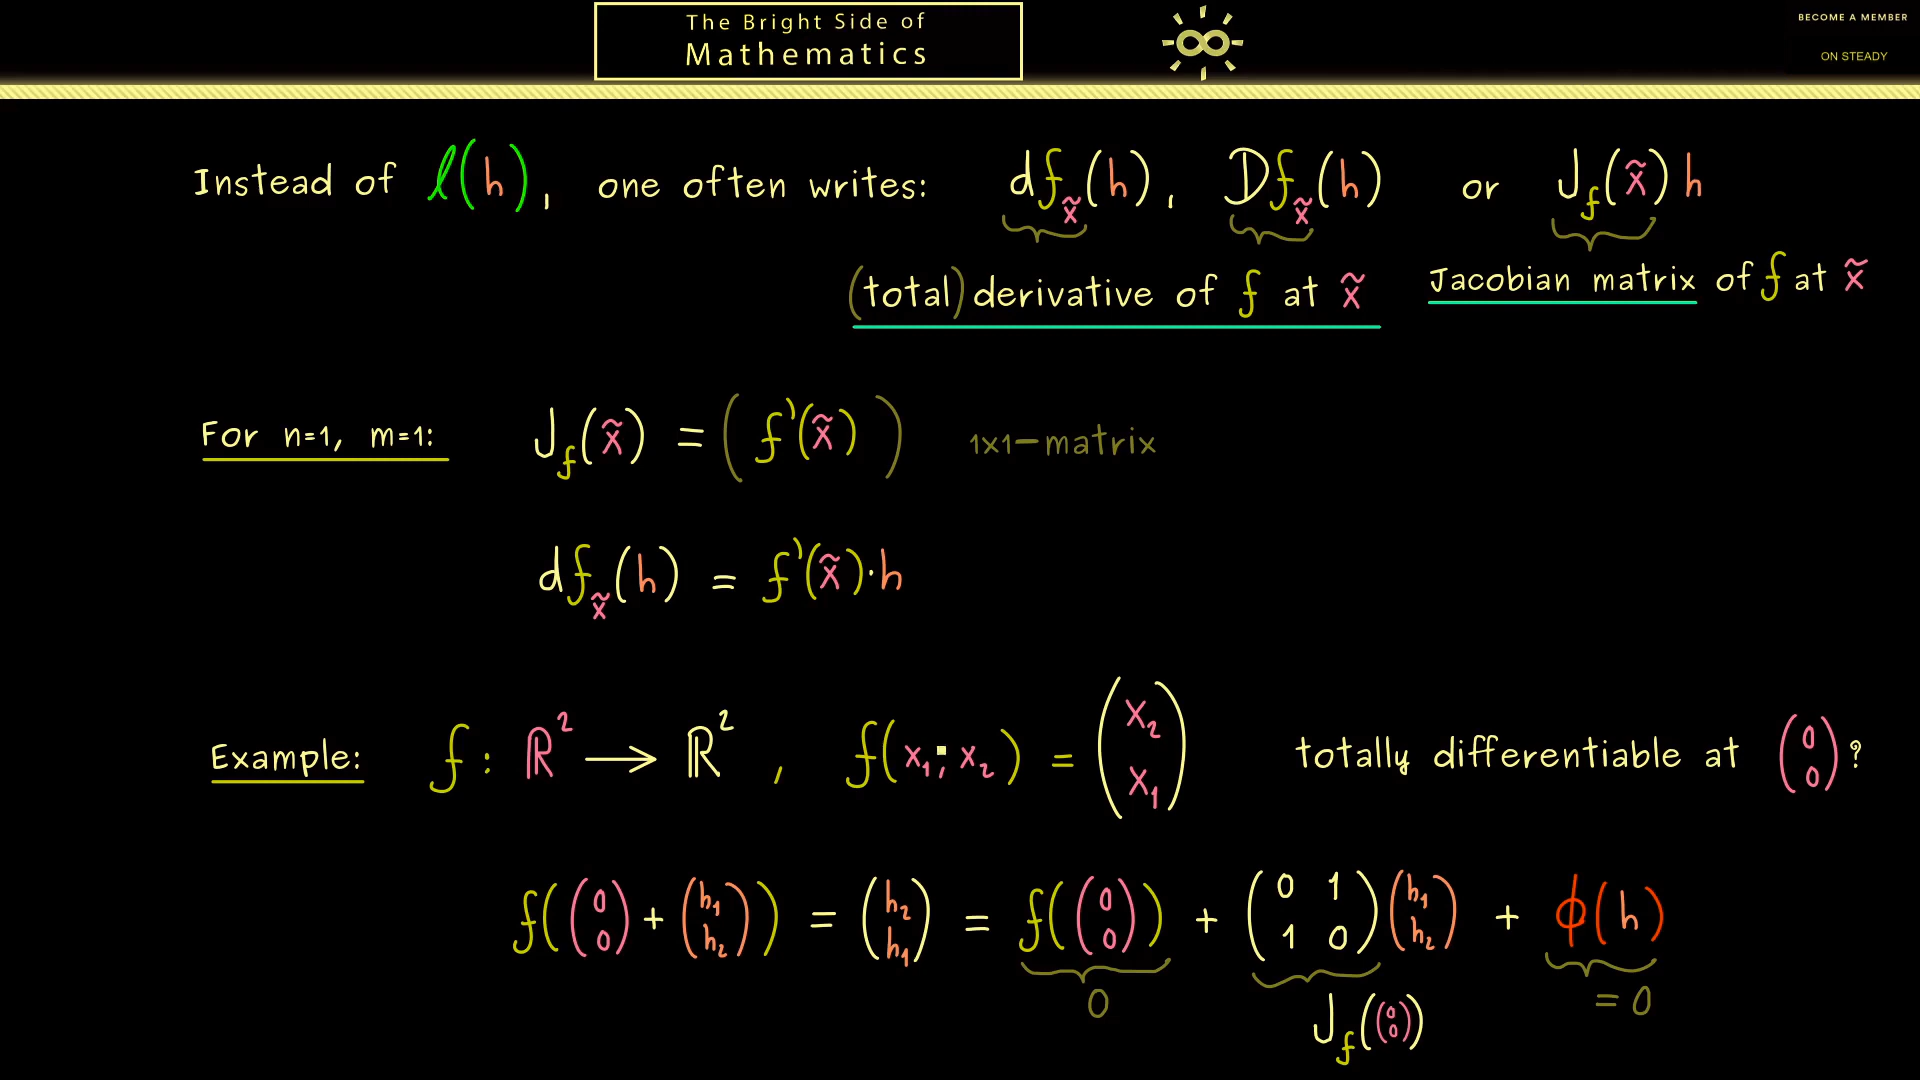 The Bright Side of
Mathematics
BECOME A MEMBER
ON STEADY
Instead of ℓ(h), one often writes: df_x̃(h), Df_x̃(h) or J_f(x̃)h
(total) derivative of f at x̃ Jacobian matrix of f at x̃
For n=1, m=1: J_f(x̃) = (f'(x̃)) 1x1-matrix
df_x̃(h) = f'(x̃)·h
Example: f: ℝ² ⟶ ℝ², f(x₁; x₂) = (x₂ x₁) totally differentiable at (0 0)?
f((0 0) + (h₁ h₂)) = (h₂ h₁) = f((0 0)) + (0 1 1 0)(h₁ h₂) + ϕ(h)
0 J_f((0 0)) = 0